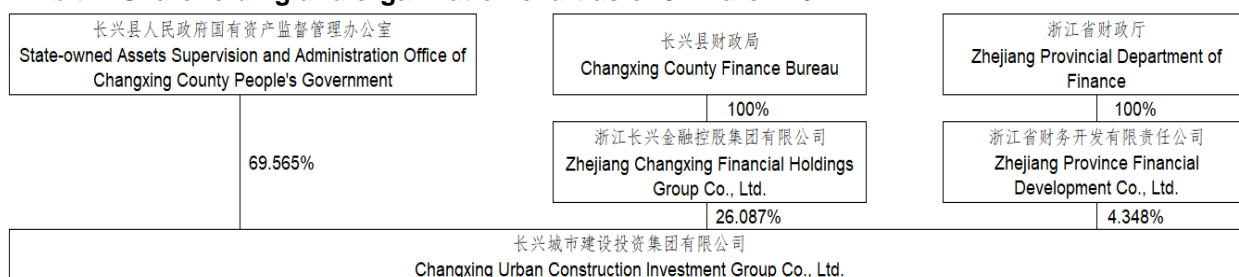 长兴县人民政府国有资产监督管理办公室
State-owned Assets Supervision and Administration Office of
Changxing County People's Government
长兴县财政局
Changxing County Finance Bureau
浙江省财政厅
Zhejiang Provincial Department of
Finance
100%
100%
浙江长兴金融控股集团有限公司
Zhejiang Changxing Financial Holdings
Group Co., Ltd.
浙江省财务开发有限责任公司
Zhejiang Province Financial
Development Co., Ltd.
69.565%
26.087%
4.348%
长兴城市建设投资集团有限公司
Changxing Urban Construction Investment Group Co., Ltd.